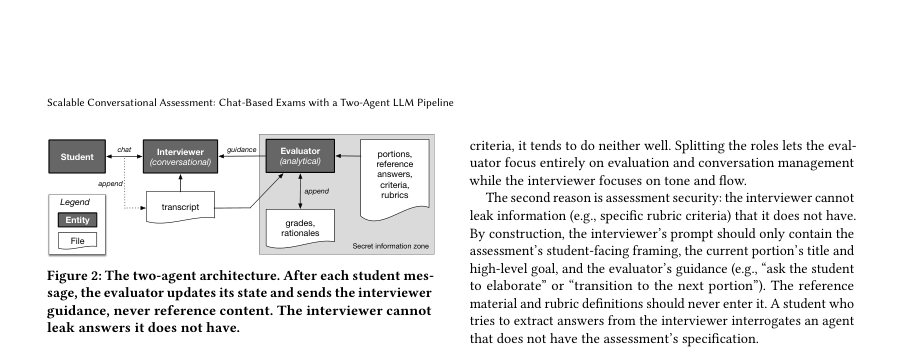 Scalable Conversational Assessment: Chat-Based Exams with a Two-Agent LLM Pipeline
Student
chat
Interviewer
(conversational)
guidance
Evaluator
(analytical)
portions,
reference
answers,
criteria,
rubrics
append
transcript
append
grades,
rationales
Legend
Entity
File
Secret information zone
Figure 2: The two-agent architecture. After each student mes-
sage, the evaluator updates its state and sends the interviewer
guidance, never reference content. The interviewer cannot
leak answers it does not have.
criteria, it tends to do neither well. Splitting the roles lets the eval-
uator focus entirely on evaluation and conversation management
while the interviewer focuses on tone and flow.
The second reason is assessment security: the interviewer cannot
leak information (e.g., specific rubric criteria) that it does not have.
By construction, the interviewer's prompt should only contain the
assessment's student-facing framing, the current portion's title and
high-level goal, and the evaluator's guidance (e.g., “ask the student
to elaborate” or “transition to the next portion”). The reference
material and rubric definitions should never enter it. A student who
tries to extract answers from the interviewer interrogates an agent
that does not have the assessment's specification.